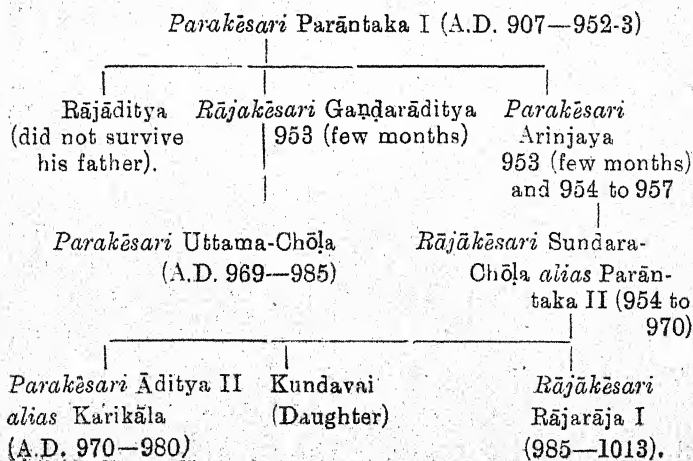 Parakēsari Parāntaka I (A.D. 907—952-3)
Rājāditya Rājakēsari Gaṇḍarāditya Parakēsari
(did not survive 953 (few months) Arinjaya
his father). 953 (few months)
and 954 to 957
Parakēsari Uttama-Chōḷa Rājākēsari Sundara-
(A.D. 969—985) Chōḷa alias Parān-
taka II (954 to
970)
Parakēsari Āditya II Kundavai Rājākēsari
alias Karikāla (Daughter) Rājarāja I
(A.D. 970—980) (985—1013).